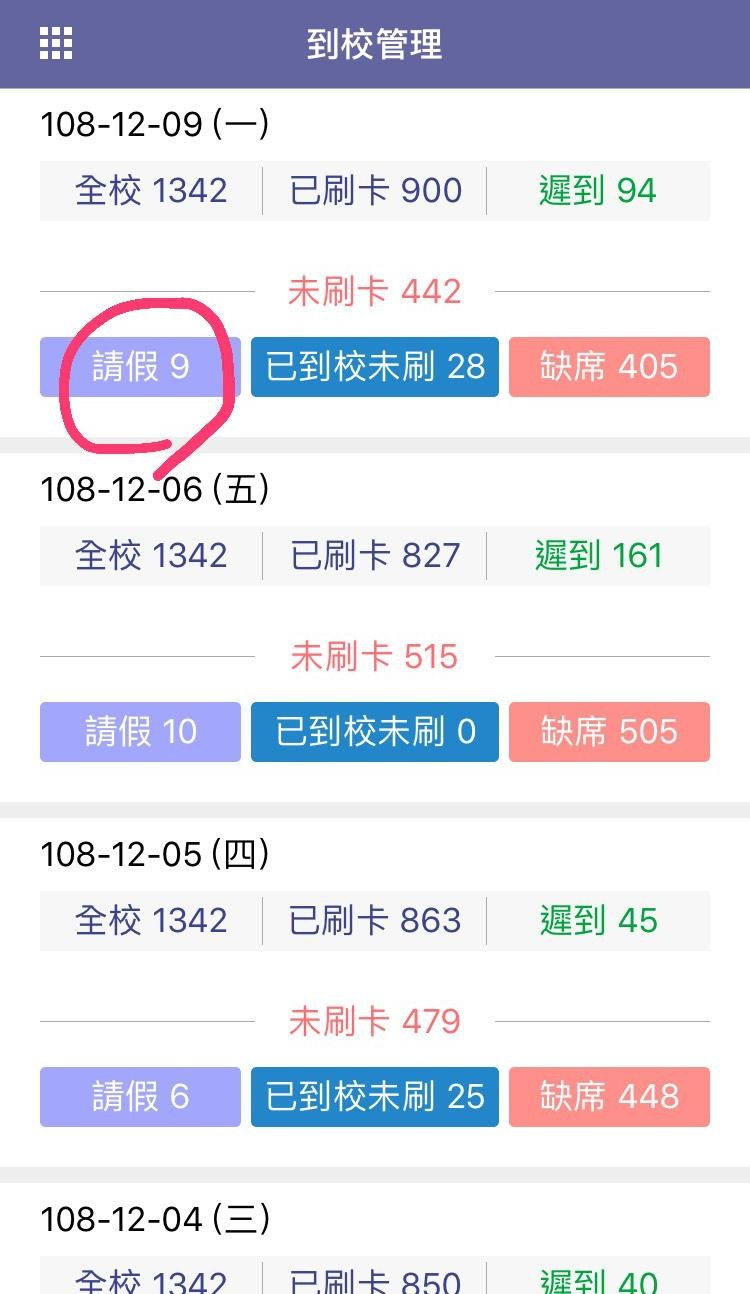 到校管理
108-12-09 (一)
全校 1342 已刷卡 900 遲到 94
未刷卡 442
請假 9 已到校未刷 28 缺席 405
108-12-06 (五)
全校 1342 已刷卡 827 遲到 161
未刷卡 515
請假 10 已到校未刷 0 缺席 505
108-12-05 (四)
全校 1342 已刷卡 863 遲到 45
未刷卡 479
請假 6 已到校未刷 25 缺席 448
108-12-04 (三)
全校 1342 已刷卡 850 遲到 40